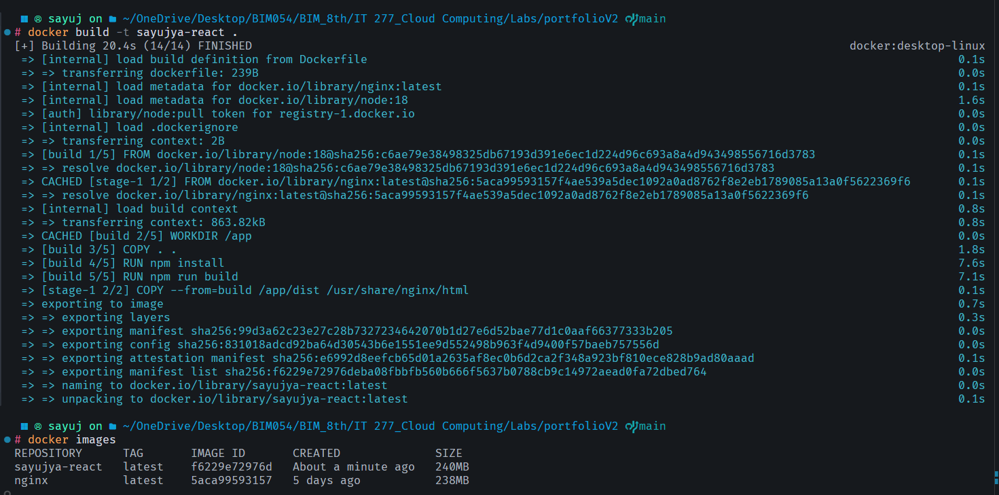 sayuj on ~/OneDrive/Desktop/BIM054/BIM_8th/IT 277_Cloud Computing/Labs/portfolioV2 main
# docker build -t sayujya-react .
[+] Building 20.4s (14/14) FINISHED docker:desktop-linux
=> [internal] load build definition from Dockerfile 0.1s
=> => transferring dockerfile: 239B 0.0s
=> [internal] load metadata for docker.io/library/nginx:latest 0.1s
=> [internal] load metadata for docker.io/library/node:18 1.6s
=> [auth] library/node:pull token for registry-1.docker.io 0.0s
=> [internal] load .dockerignore 0.0s
=> => transferring context: 2B 0.0s
=> [build 1/5] FROM docker.io/library/node:18@sha256:c6ae79e38498325db67193d391e6ec1d224d96c693a8a4d943498556716d3783 0.1s
=> => resolve docker.io/library/node:18@sha256:c6ae79e38498325db67193d391e6ec1d224d96c693a8a4d943498556716d3783 0.1s
=> CACHED [stage-1 1/2] FROM docker.io/library/nginx:latest@sha256:5aca99593157f4ae539a5dec1092a0ad8762f8e2eb1789085a13a0f5622369f6 0.1s
=> => resolve docker.io/library/nginx:latest@sha256:5aca99593157f4ae539a5dec1092a0ad8762f8e2eb1789085a13a0f5622369f6 0.1s
=> [internal] load build context 0.8s
=> => transferring context: 863.82kB 0.8s
=> CACHED [build 2/5] WORKDIR /app 0.0s
=> [build 3/5] COPY . . 1.8s
=> [build 4/5] RUN npm install 7.6s
=> [build 5/5] RUN npm run build 7.1s
=> [stage-1 2/2] COPY --from=build /app/dist /usr/share/nginx/html 0.1s
=> exporting to image 0.7s
=> => exporting layers 0.3s
=> => exporting manifest sha256:99d3a62c23e27c28b7327234642070b1d27e6d52bae77d1c0aaf66377333b205 0.0s
=> => exporting config sha256:831018adcd92ba64d30543b6e1551ee9d552498b963f4d9400f57baeb757556d 0.0s
=> => exporting attestation manifest sha256:e6992d8eefcb65d01a2635af8ec0b6d2ca2f348a923bf810ece828b9ad80aaad 0.1s
=> => exporting manifest list sha256:f6229e72976deba08fbbfb560b666f5637b0788cb9c14972aead0fa72dbed764 0.0s
=> => naming to docker.io/library/sayujya-react:latest 0.0s
=> => unpacking to docker.io/library/sayujya-react:latest 0.1s
sayuj on ~/OneDrive/Desktop/BIM054/BIM_8th/IT 277_Cloud Computing/Labs/portfolioV2 main
# docker images
REPOSITORY TAG IMAGE ID CREATED SIZE
sayujya-react latest f6229e72976d About a minute ago 240MB
nginx latest 5aca99593157 5 days ago 238MB